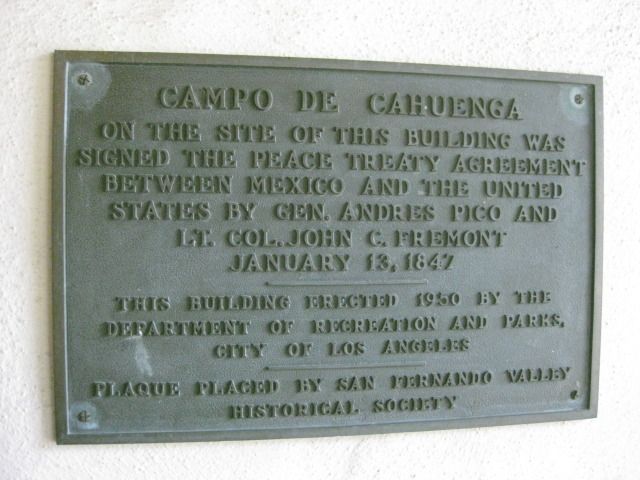 CAMPO DE CAHUENGA
ON THE SITE OF THIS BUILDING WAS
SIGNED THE PEACE TREATY AGREEMENT
BETWEEN MEXICO AND THE UNITED
STATES BY GEN. ANDRES PICO AND
LT. COL. JOHN C. FREMONT
JANUARY 13, 1847
THIS BUILDING ERECTED 1950 BY THE
DEPARTMENT OF RECREATION AND PARKS,
CITY OF LOS ANGELES
PLAQUE PLACED BY SAN FERNANDO VALLEY
HISTORICAL SOCIETY